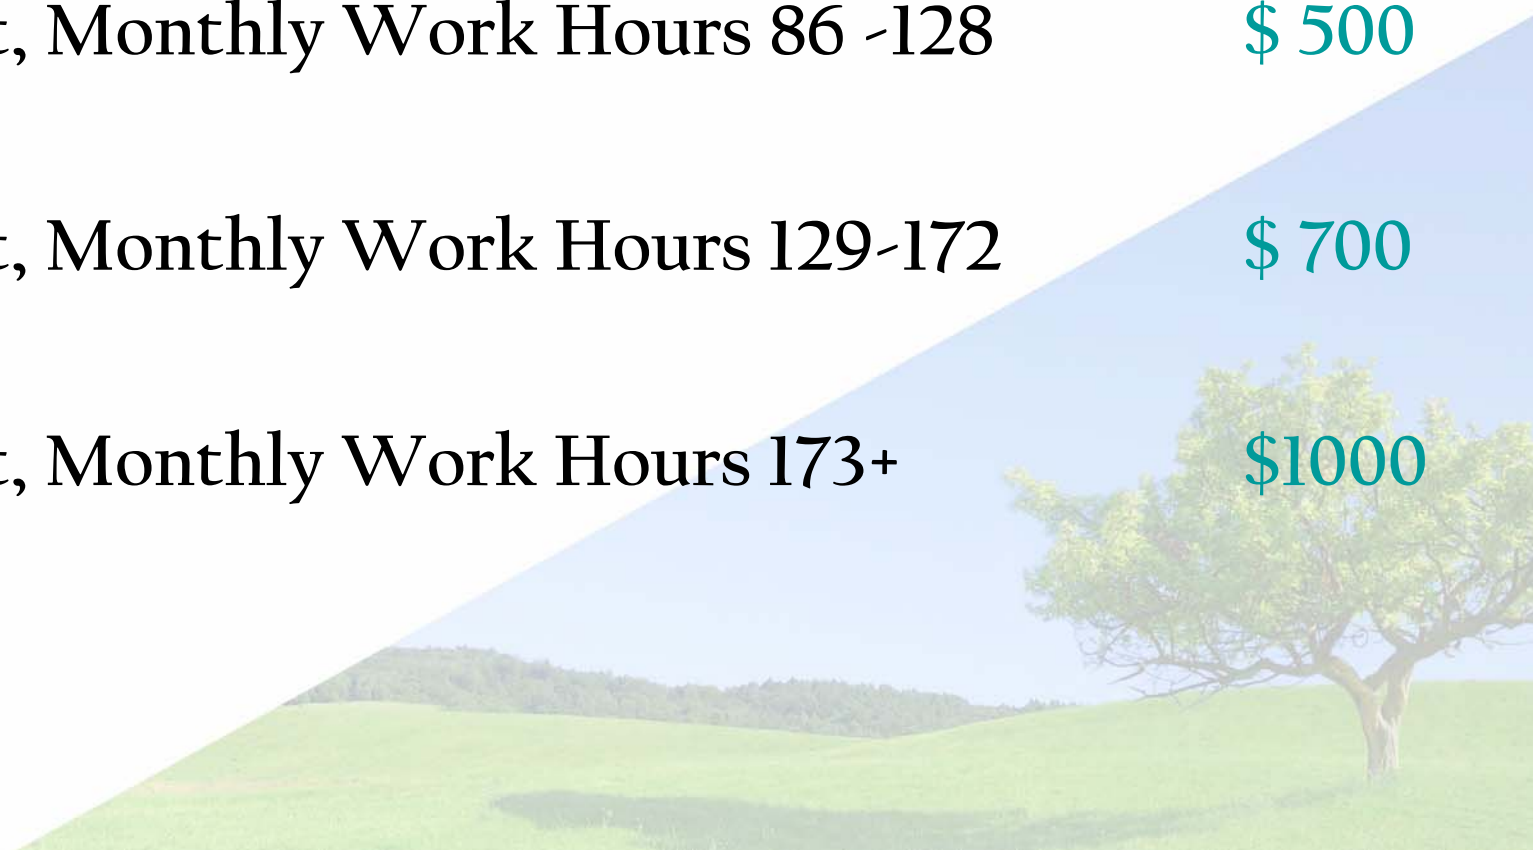 t, Monthly Work Hours 86 -128 $ 500
t, Monthly Work Hours 129-172 $ 700
t, Monthly Work Hours 173+ $1000